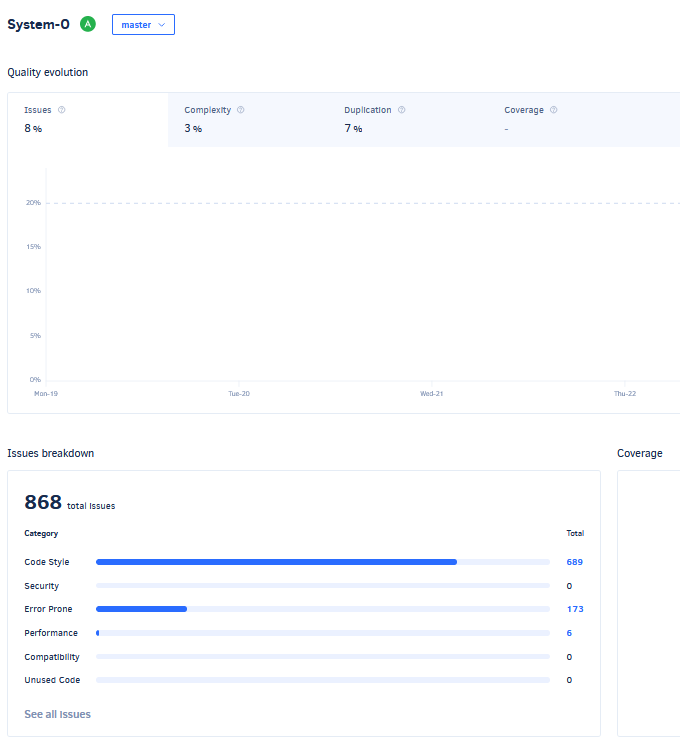 System-0 A master
Quality evolution
Issues Complexity Duplication Coverage
8 % 3 % 7 % -
20%
15%
10%
5%
0%
Mon-19 Tue-20 Wed-21 Thu-22
Issues breakdown
Coverage
868 total issues
Category Total
Code Style 689
Security 0
Error Prone 173
Performance 6
Compatibility 0
Unused Code 0
See all issues